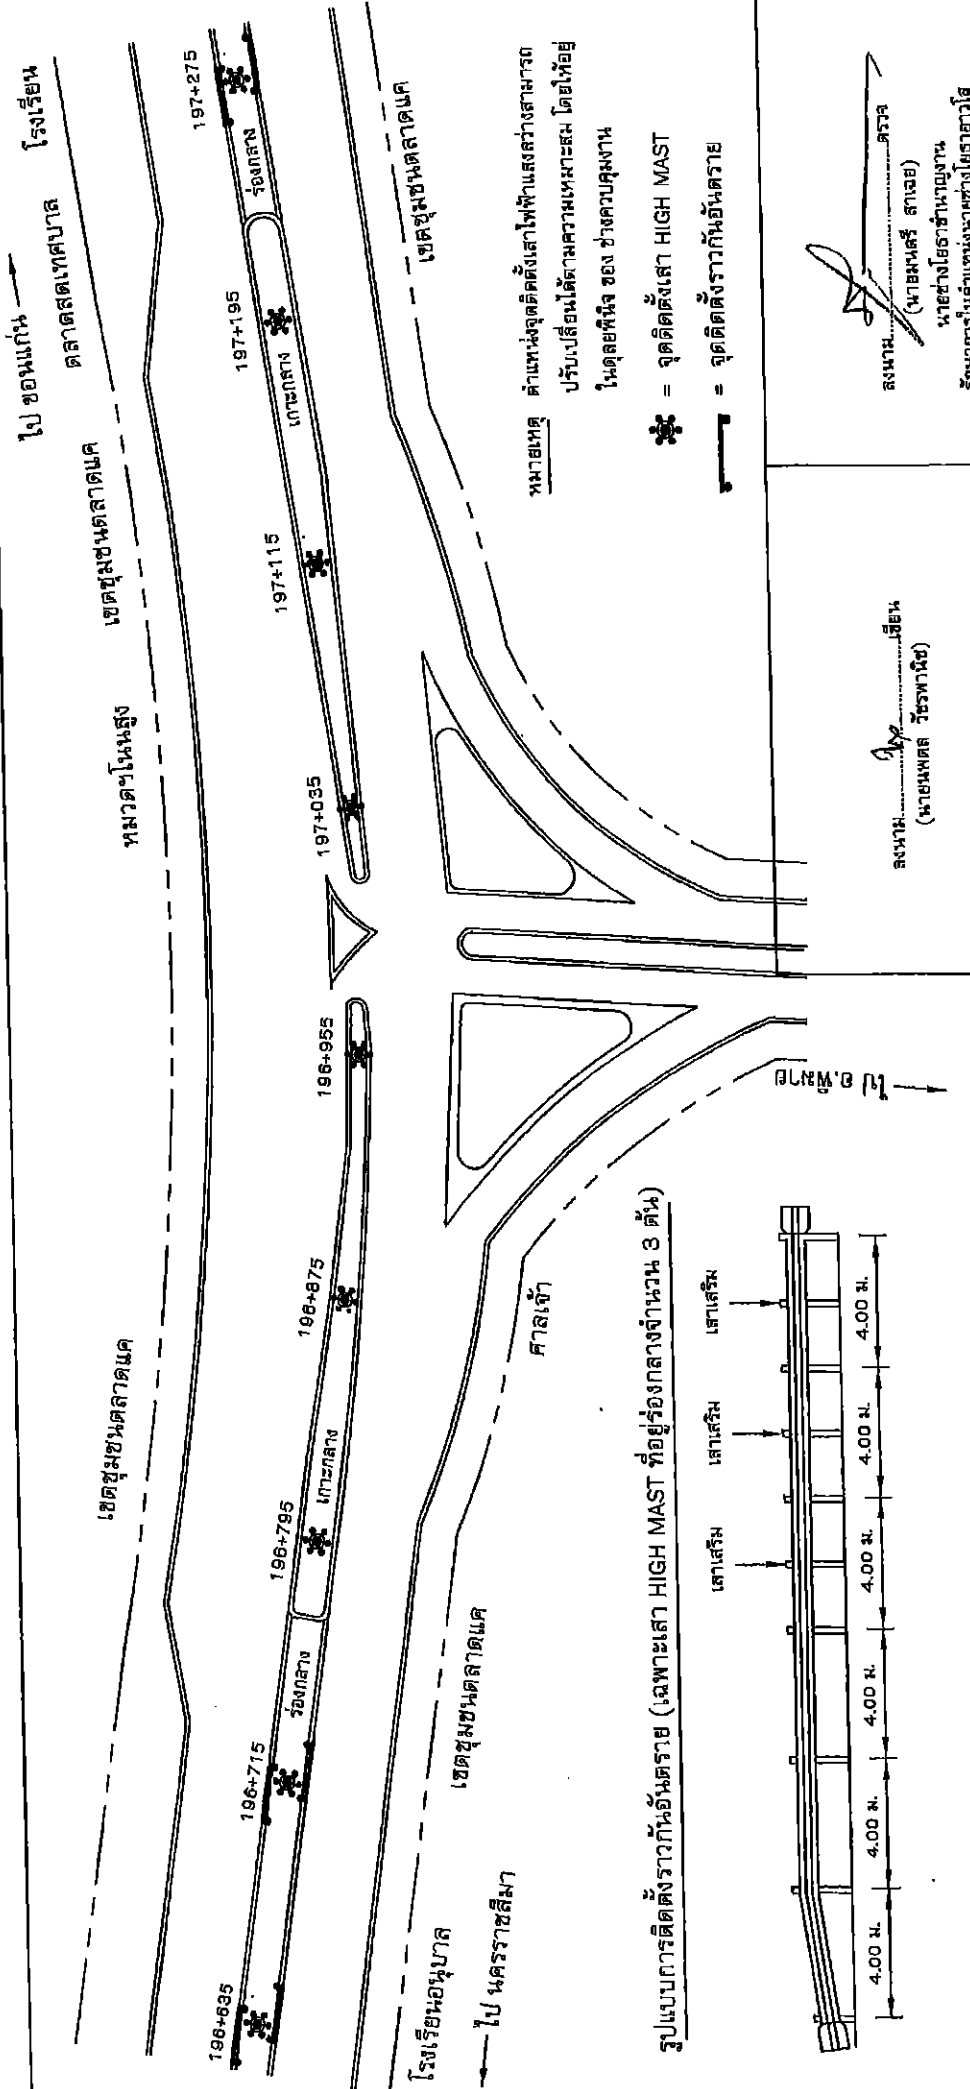 ไป ขอนแก่น
ตลาดสดเทศบาล
โรงเรียน
เขตชุมชนตลาดแค
หมวดฯโนนสูง
เขตชุมชนตลาดแค
196+635
196+715
196+795
196+875
196+955
197+035
197+115
197+195
197+275
ร่องกลาง
เกาะกลาง
เกาะกลาง
ร่องกลาง
โรงเรียนอนุบาล
ไป นครราชสีมา
เขตชุมชนตลาดแค
ศาลเจ้า
ไป อ.พิมาย
เขตชุมชนตลาดแค
หมายเหตุ ตำแหน่งจุดติดตั้งเสาไฟฟ้าแสงสว่างสามารถ
ปรับเปลี่ยนได้ตามความเหมาะสม โดยให้อยู่
ในดุลยพินิจ ของ ช่างควบคุมงาน
= จุดติดตั้งเสา HIGH MAST
= จุดติดตั้งราวกันอันตราย
รูปแบบการติดตั้งราวกันอันตราย (เฉพาะเสา HIGH MAST ที่อยู่ร่องกลางจำนวน 3 ต้น)
เสาเสริม
เสาเสริม
เสาเสริม
4.00 ม.
4.00 ม.
4.00 ม.
4.00 ม.
4.00 ม.
4.00 ม.
ลงนาม เขียน
(นายนพดล วัชรพานิช)
ลงนาม ตรวจ
(นายมนตรี สาเฉย)
นายช่างโยธาชำนาญงาน